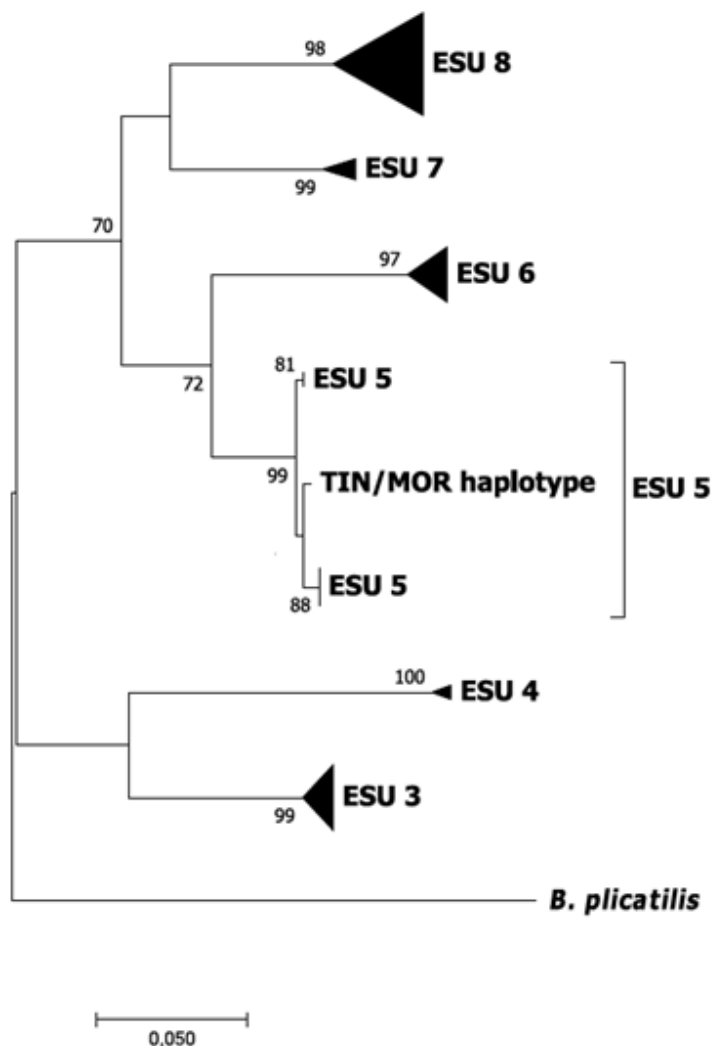 98
ESU 8
99
ESU 7
70
97
ESU 6
72
81
ESU 5
99
TIN/MOR haplotype
ESU 5
88
ESU 5
100
ESU 4
99
ESU 3
B. plicatilis
0,050